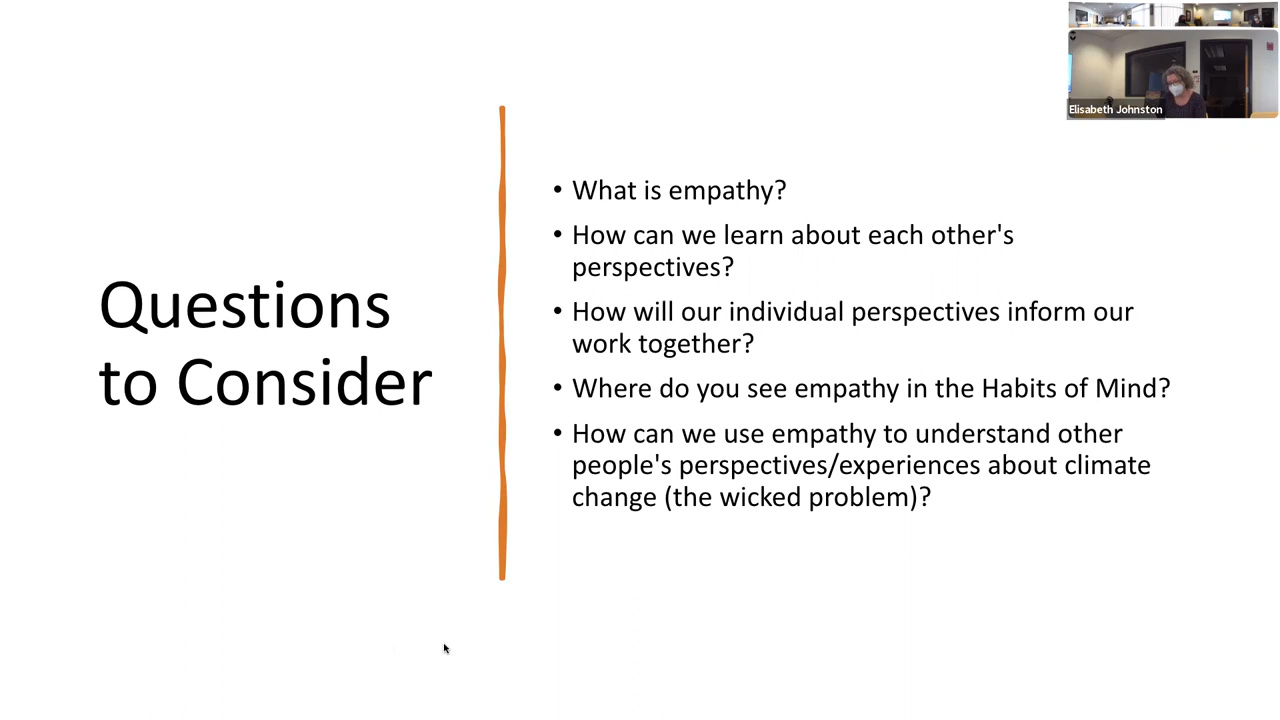 Elisabeth Johnston
Questions
to Consider
• What is empathy?
• How can we learn about each other's
perspectives?
• How will our individual perspectives inform our
work together?
• Where do you see empathy in the Habits of Mind?
• How can we use empathy to understand other
people's perspectives/experiences about climate
change (the wicked problem)?